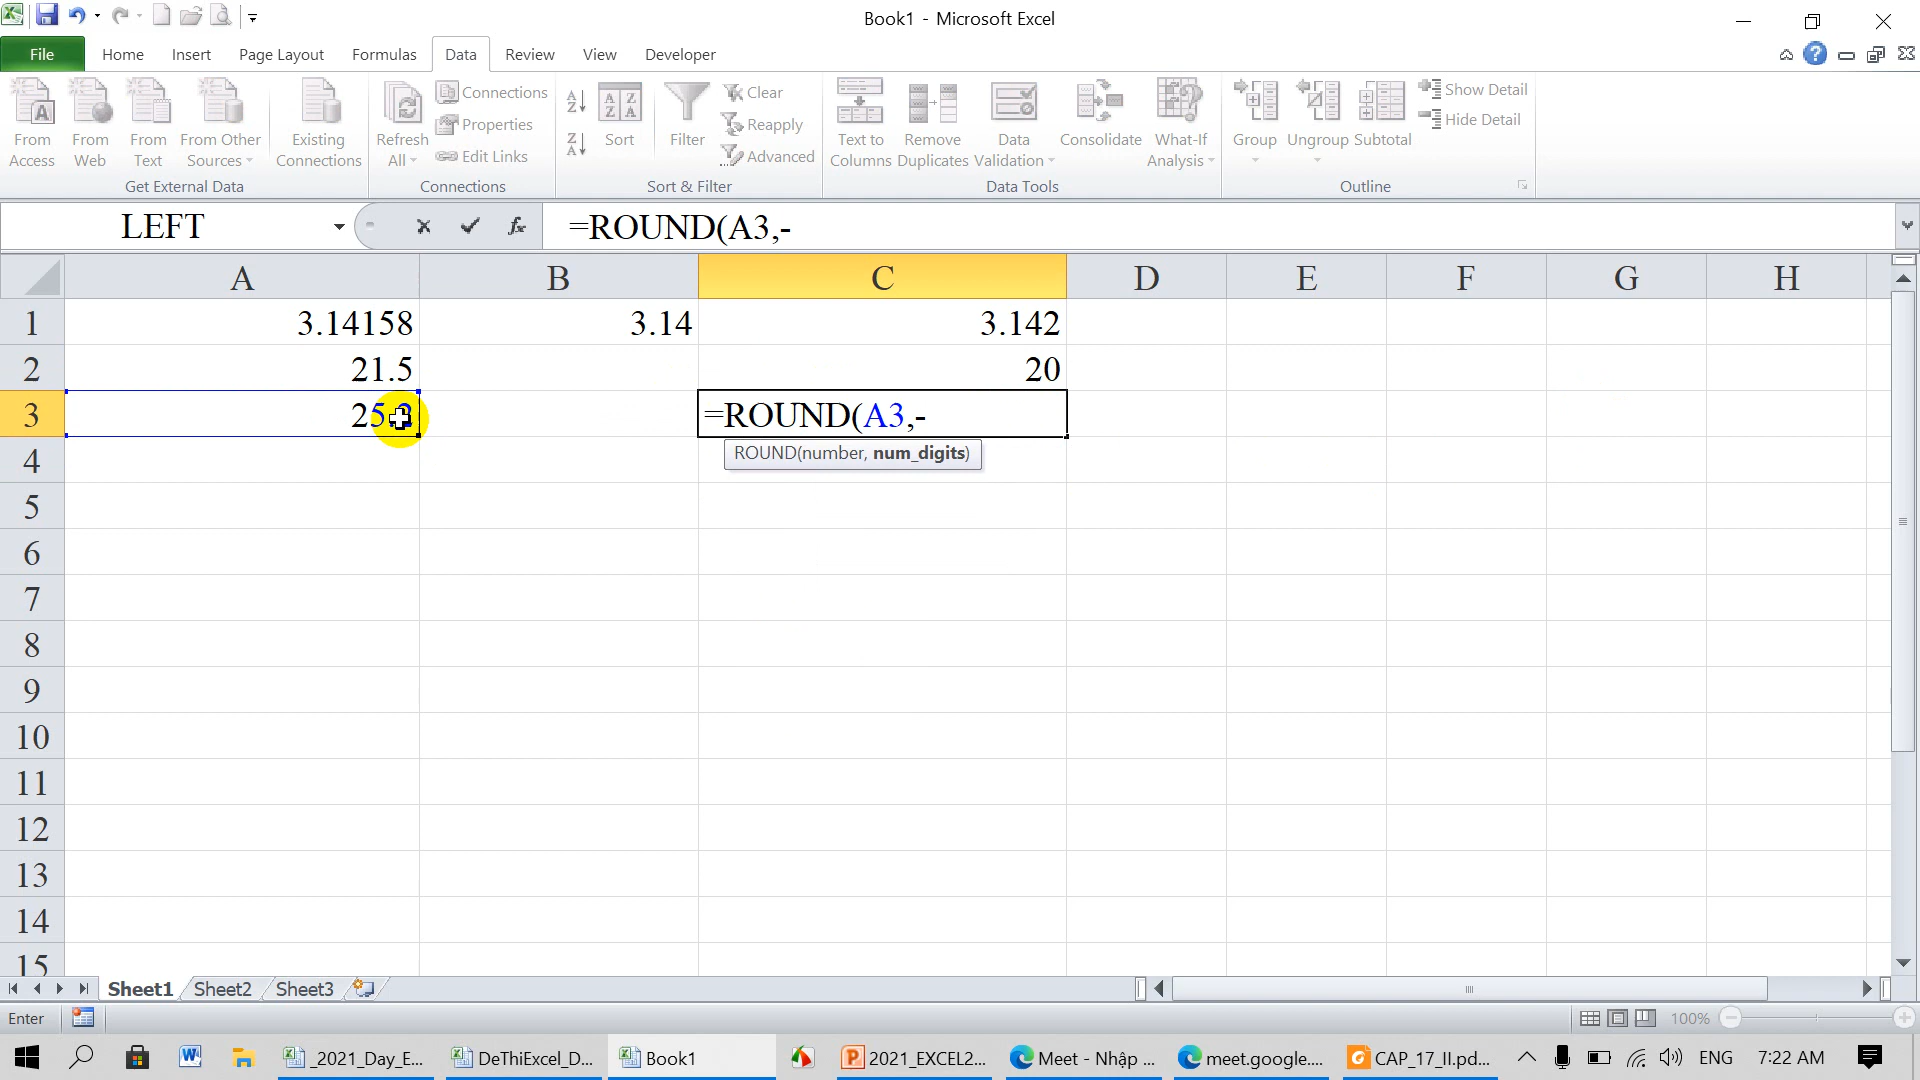 Book1 - Microsoft Excel
File Home Insert Page Layout Formulas Data Review View Developer
From Access
From Web
From Text
From Other Sources
Existing Connections
Get External Data
Refresh All
Connections
Properties
Edit Links
Connections
Sort
Filter
Clear
Reapply
Advanced
Sort & Filter
Text to Columns
Remove Duplicates
Data Validation
Consolidate
What-If Analysis
Data Tools
Group
Ungroup
Subtotal
Show Detail
Hide Detail
Outline
LEFT fx =ROUND(A3,-
A B C D E F G H
1 3.14158 3.14 3.142
2 21.5 20
3 25.2 =ROUND(A3,-
ROUND(number, num_digits)
4
5
6
7
8
9
10
11
12
13
14
15
Sheet1 Sheet2 Sheet3
Enter 100%
_2021_Day_E... DeThiExcel_D... Book1 2021_EXCEL2... Meet - Nhập ... meet.google.... CAP_17_II.pd... ENG 7:22 AM